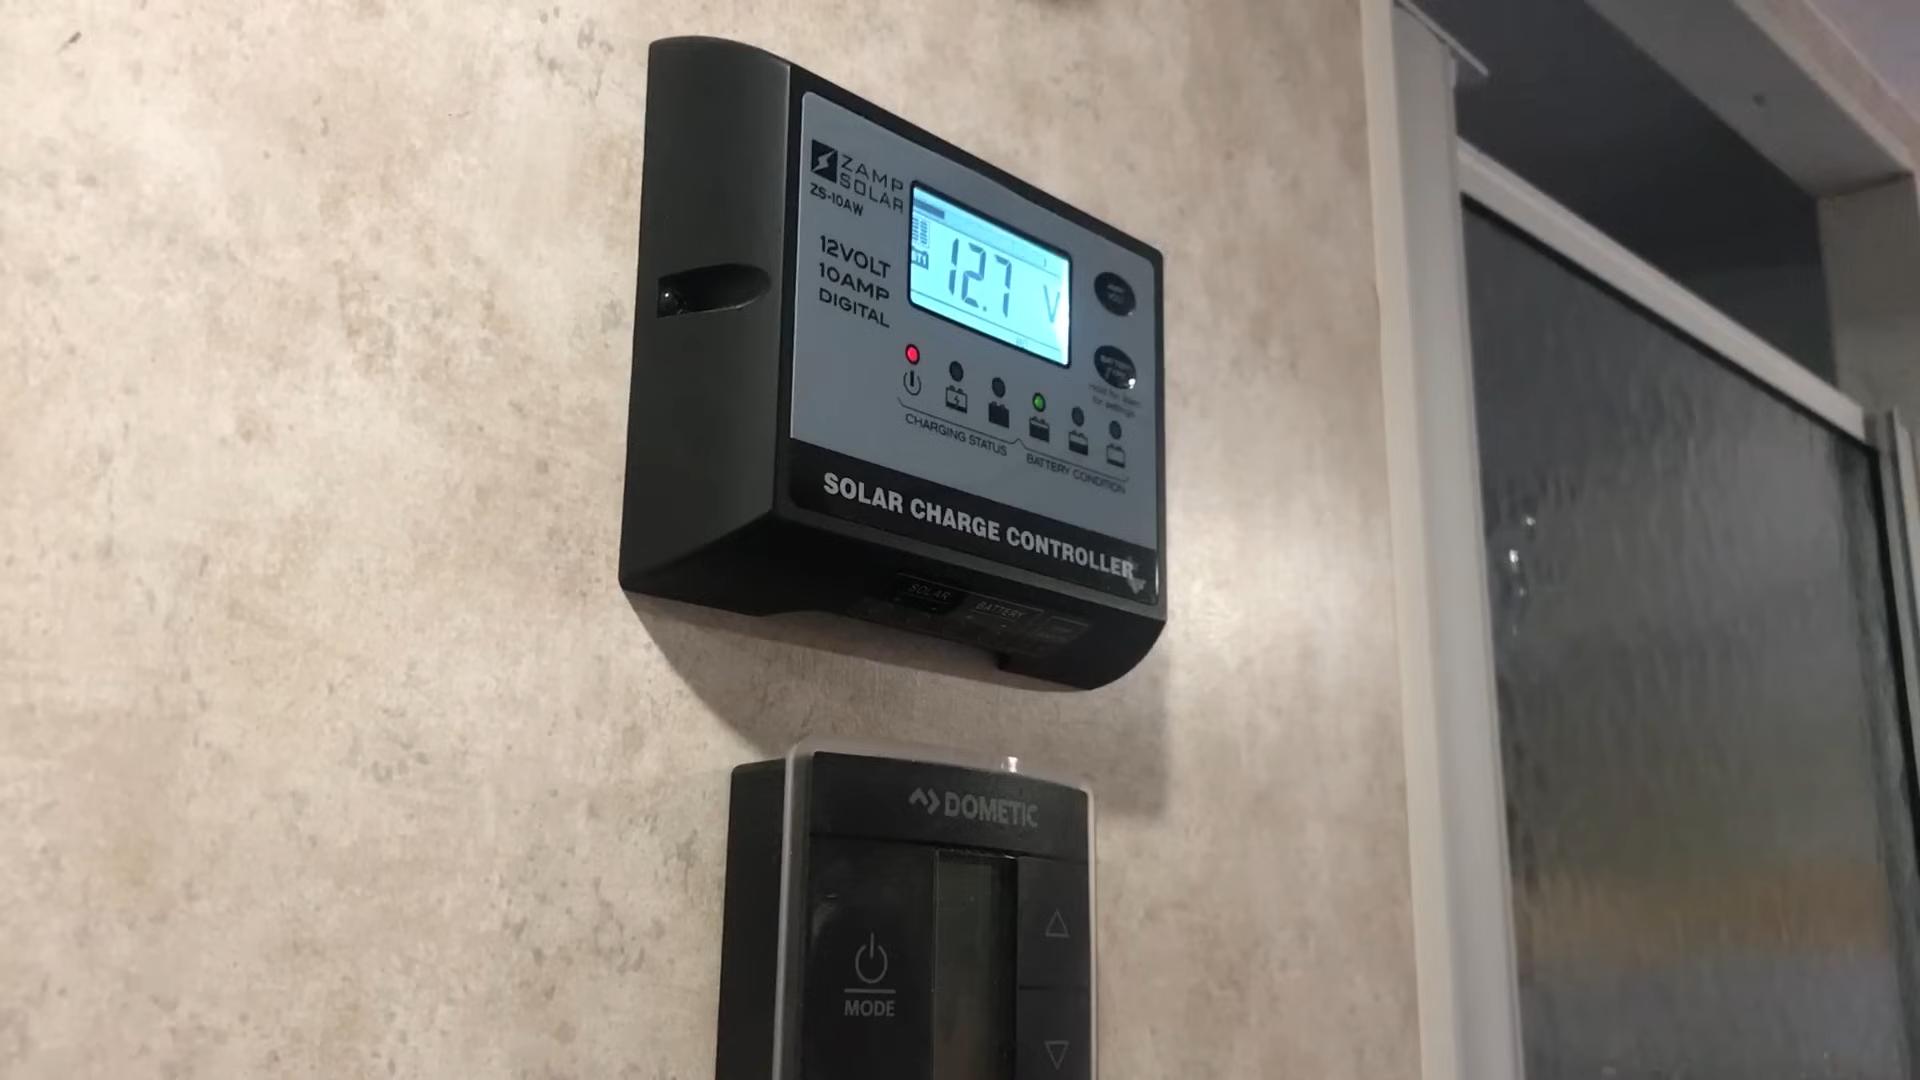 ZAMP
SOLAR
ZS-10AW
12VOLT
10AMP
DIGITAL
12.7 V
CHARGING STATUS
BATTERY CONDITION
SOLAR CHARGE CONTROLLER
SOLAR
BATTERY
DOMETIC
MODE